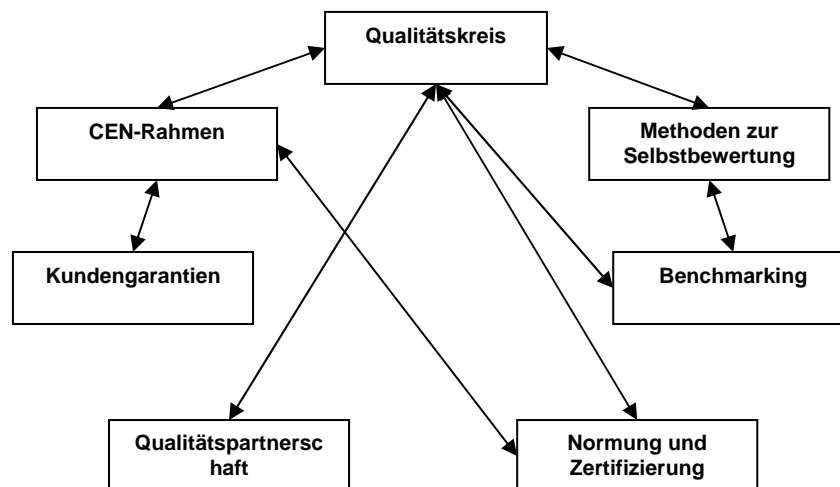 Qualitätskreis
CEN-Rahmen
Methoden zur
Selbstbewertung
Kundengarantien
Benchmarking
Qualitätspartnersc
haft
Normung und
Zertifizierung